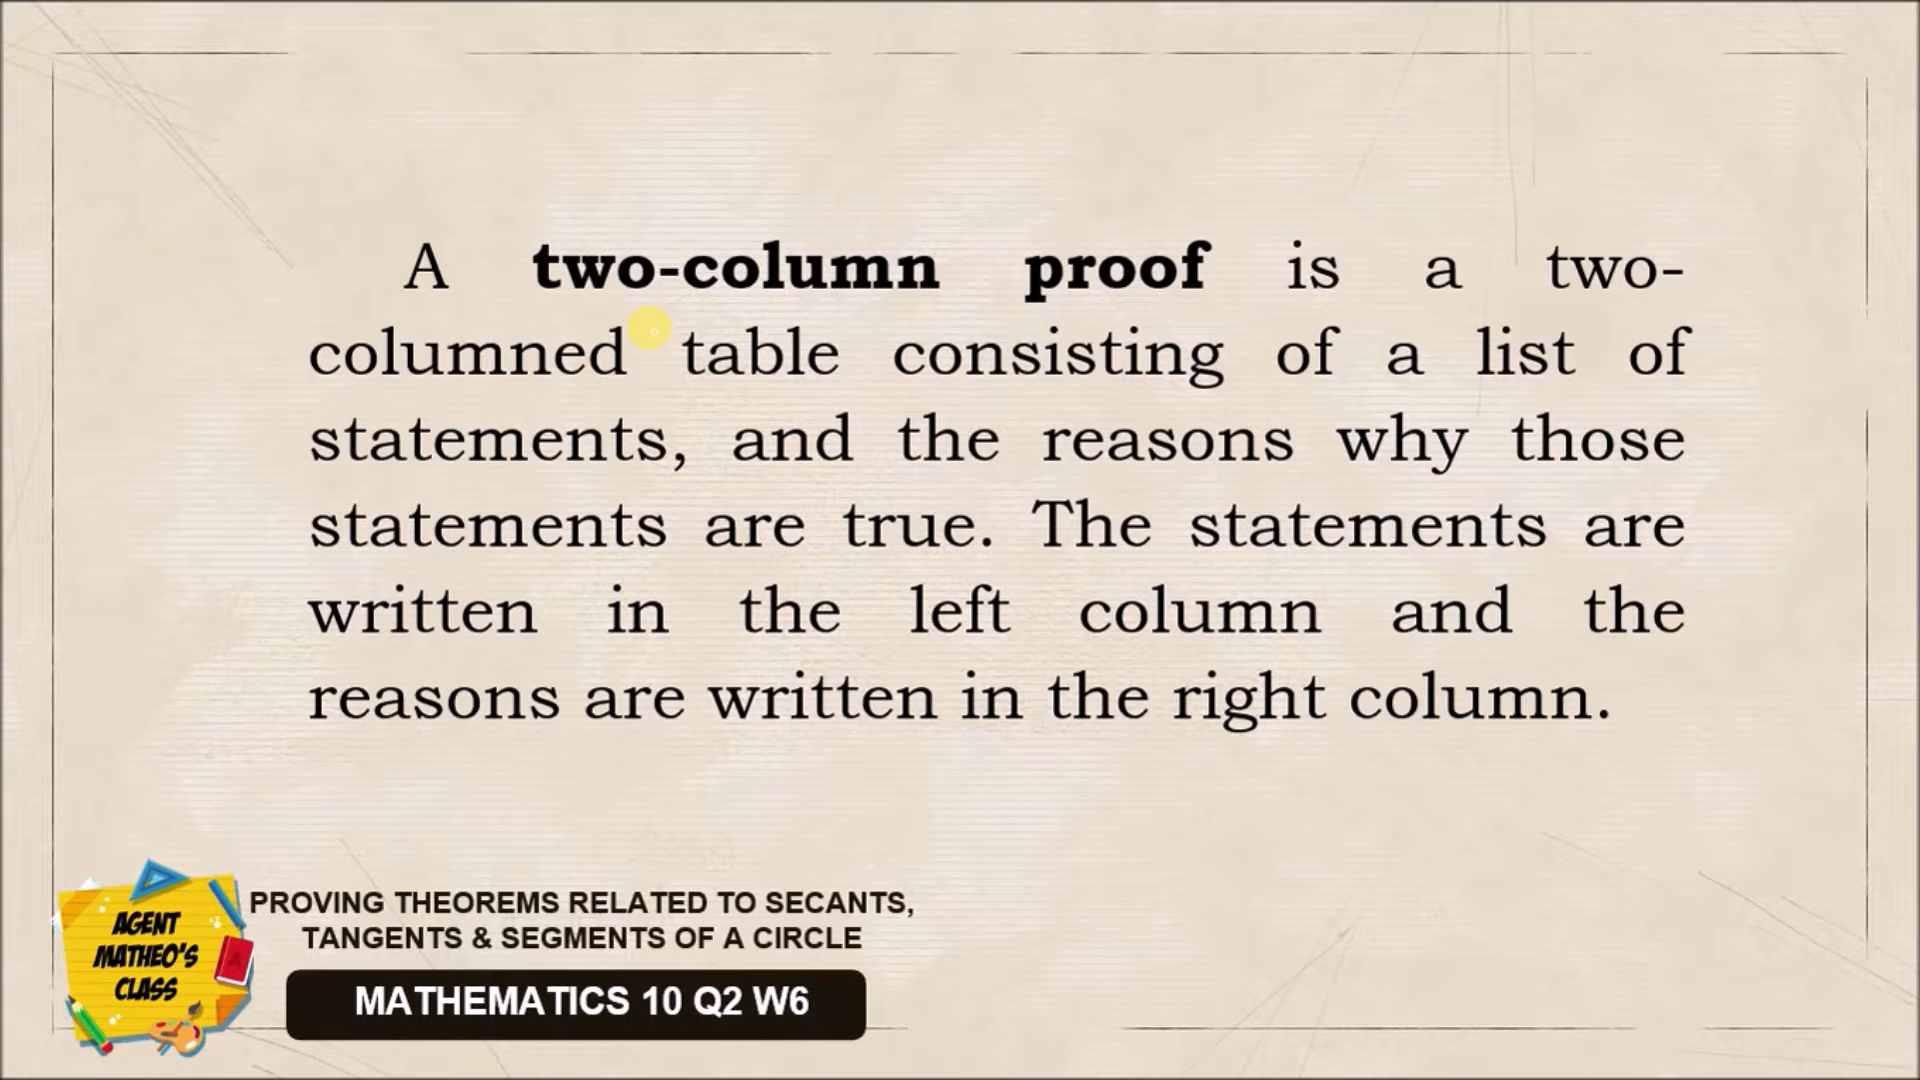 A two-column proof is a two-
columned table consisting of a list of
statements, and the reasons why those
statements are true. The statements are
written in the left column and the
reasons are written in the right column.
AGENT
MATHEO'S
CLASS
PROVING THEOREMS RELATED TO SECANTS,
TANGENTS & SEGMENTS OF A CIRCLE
MATHEMATICS 10 Q2 W6